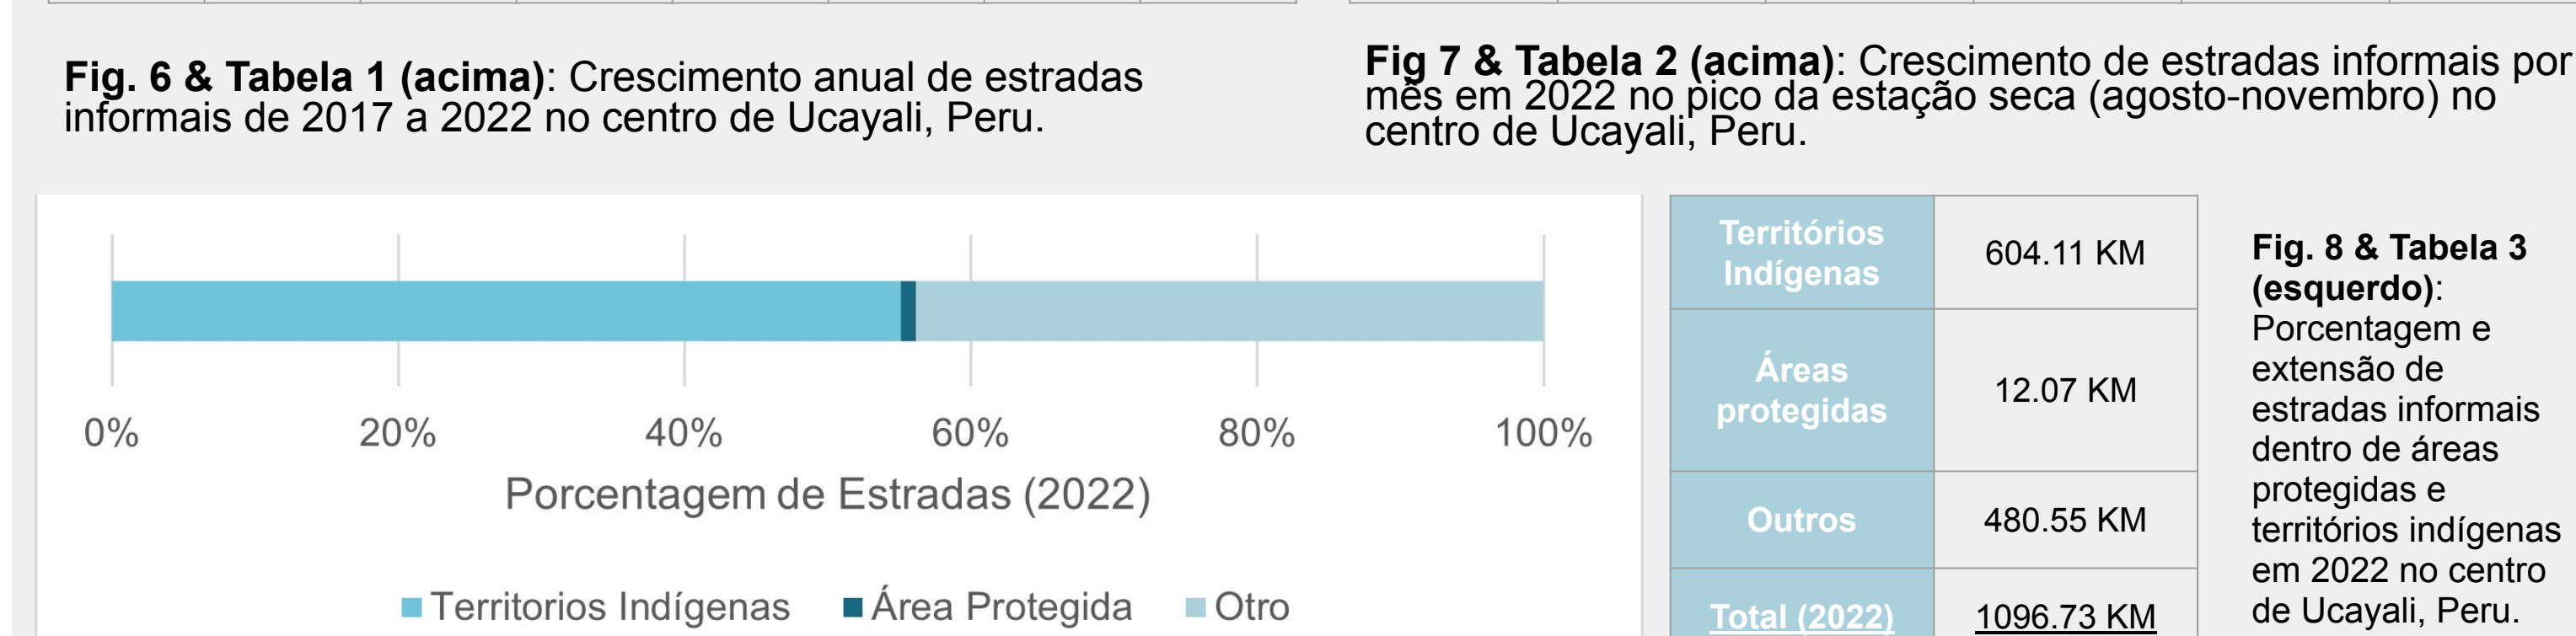 Fig. 6 & Tabela 1 (acima): Crescimento anual de estradas
informais de 2017 a 2022 no centro de Ucayali, Peru.
Fig 7 & Tabela 2 (acima): Crescimento de estradas informais por
mês em 2022 no pico da estação seca (agosto-novembro) no
centro de Ucayali, Peru.
0% 20% 40% 60% 80% 100%
Porcentagem de Estradas (2022)
Territorios Indígenas Área Protegida Otro
Territórios
Indígenas
604.11 KM
Áreas
protegidas
12.07 KM
Outros
480.55 KM
Total (2022)
1096.73 KM
Fig. 8 & Tabela 3
(esquerdo):
Porcentagem e
extensão de
estradas informais
dentro de áreas
protegidas e
territórios indígenas
em 2022 no centro
de Ucayali, Peru.